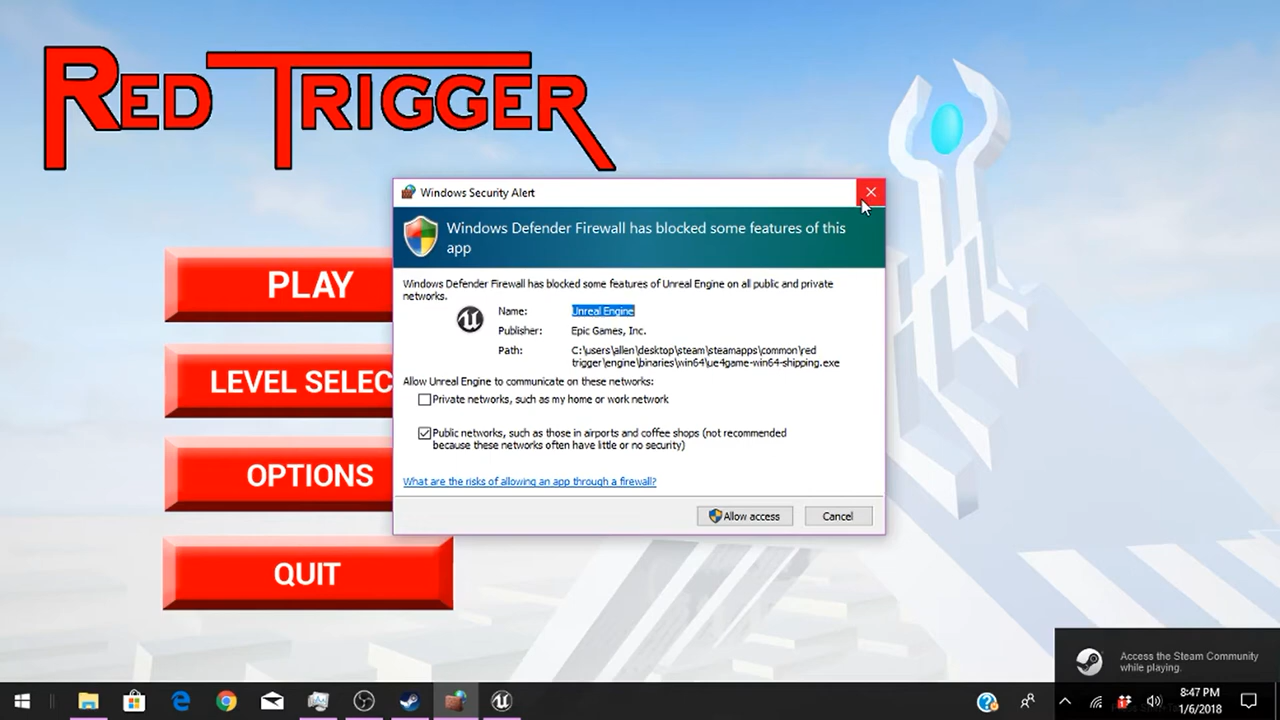 RED TRIGGER
Windows Security Alert
Windows Defender Firewall has blocked some features of this
app
Windows Defender Firewall has blocked some features of Unreal Engine on all public and private
networks.
Name: Unreal Engine
Publisher: Epic Games, Inc.
Path: C:\users\allen\desktop\steam\steamapps\common\red
trigger\engine\binaries\win64\ue4game-win64-shipping.exe
Allow Unreal Engine to communicate on these networks:
Private networks, such as my home or work network
Public networks, such as those in airports and coffee shops (not recommended
because these networks often have little or no security)
What are the risks of allowing an app through a firewall?
Allow access Cancel
PLAY
LEVEL SELEC
OPTIONS
QUIT
Access the Steam Community
while playing.
8:47 PM
1/6/2018